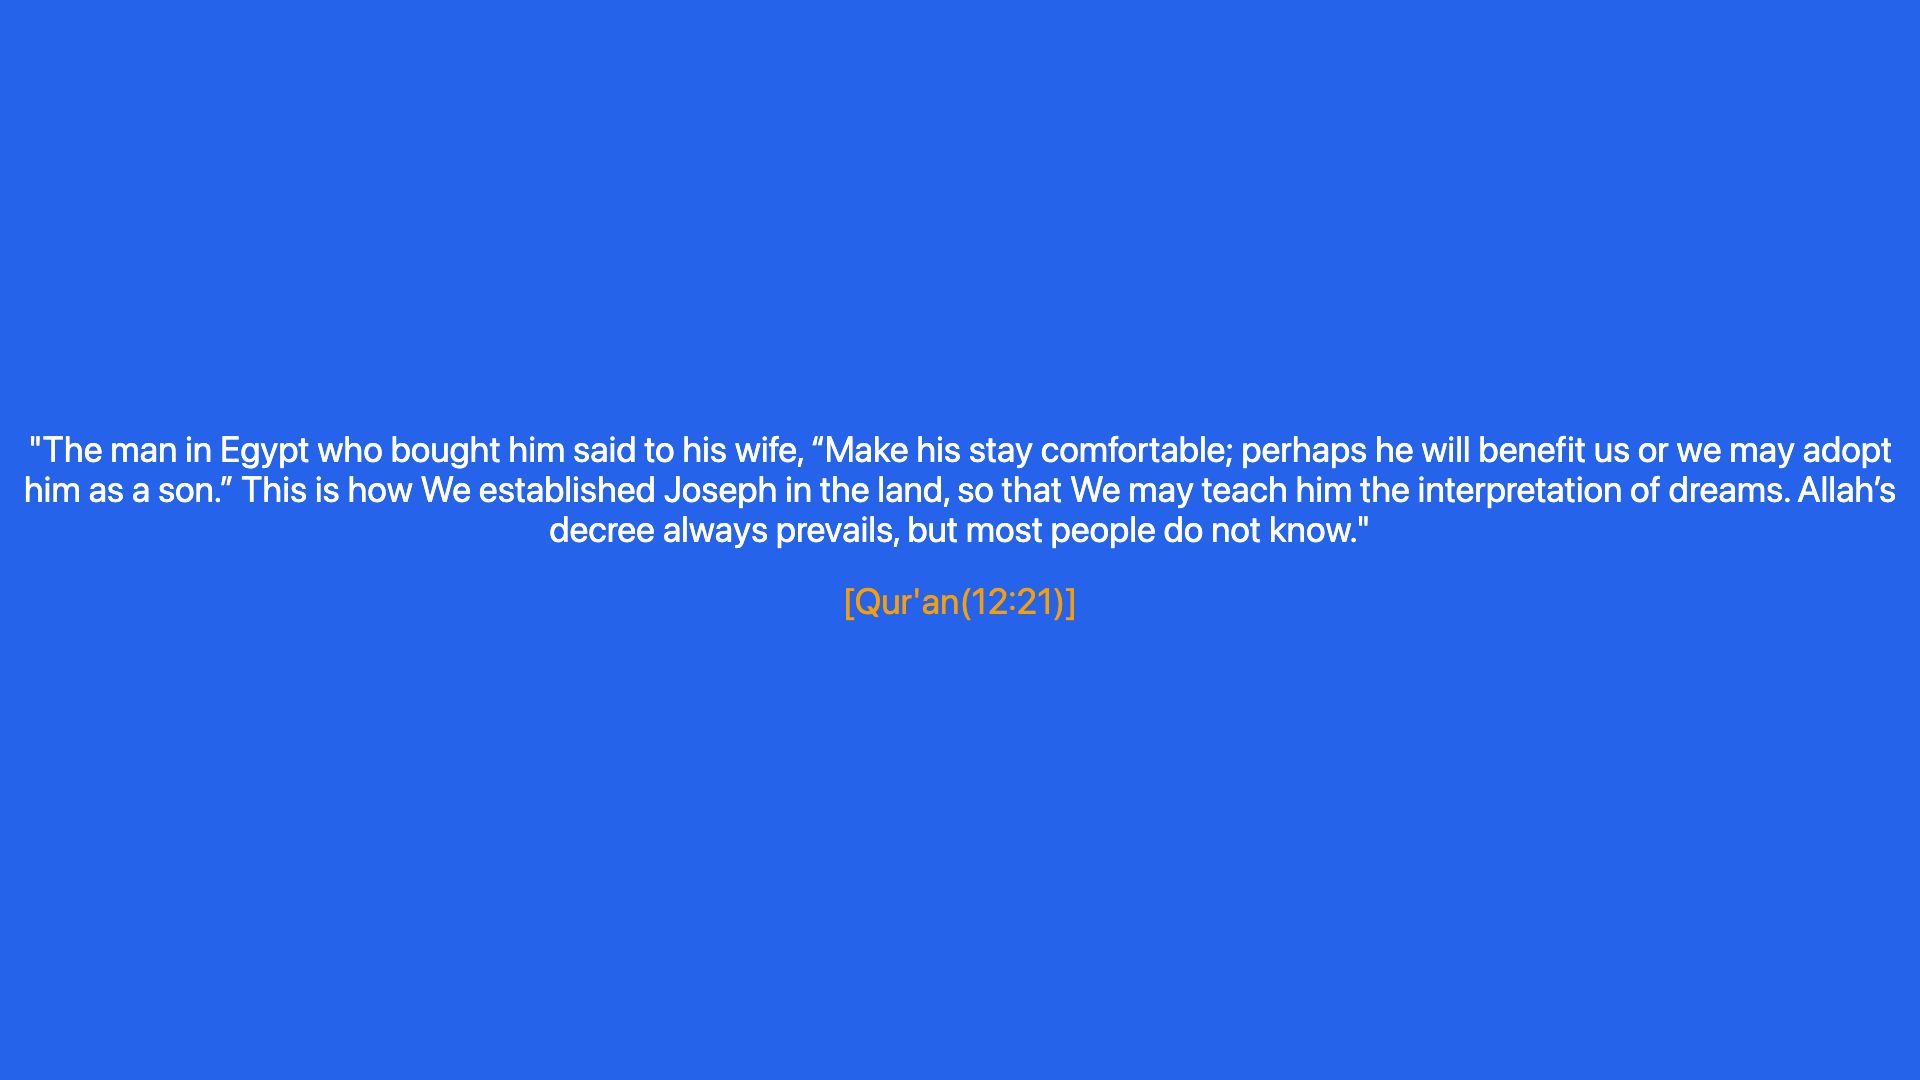 "The man in Egypt who bought him said to his wife, “Make his stay comfortable; perhaps he will benefit us or we may adopt
him as a son.” This is how We established Joseph in the land, so that We may teach him the interpretation of dreams. Allah’s
decree always prevails, but most people do not know."
[Qur'an(12:21)]